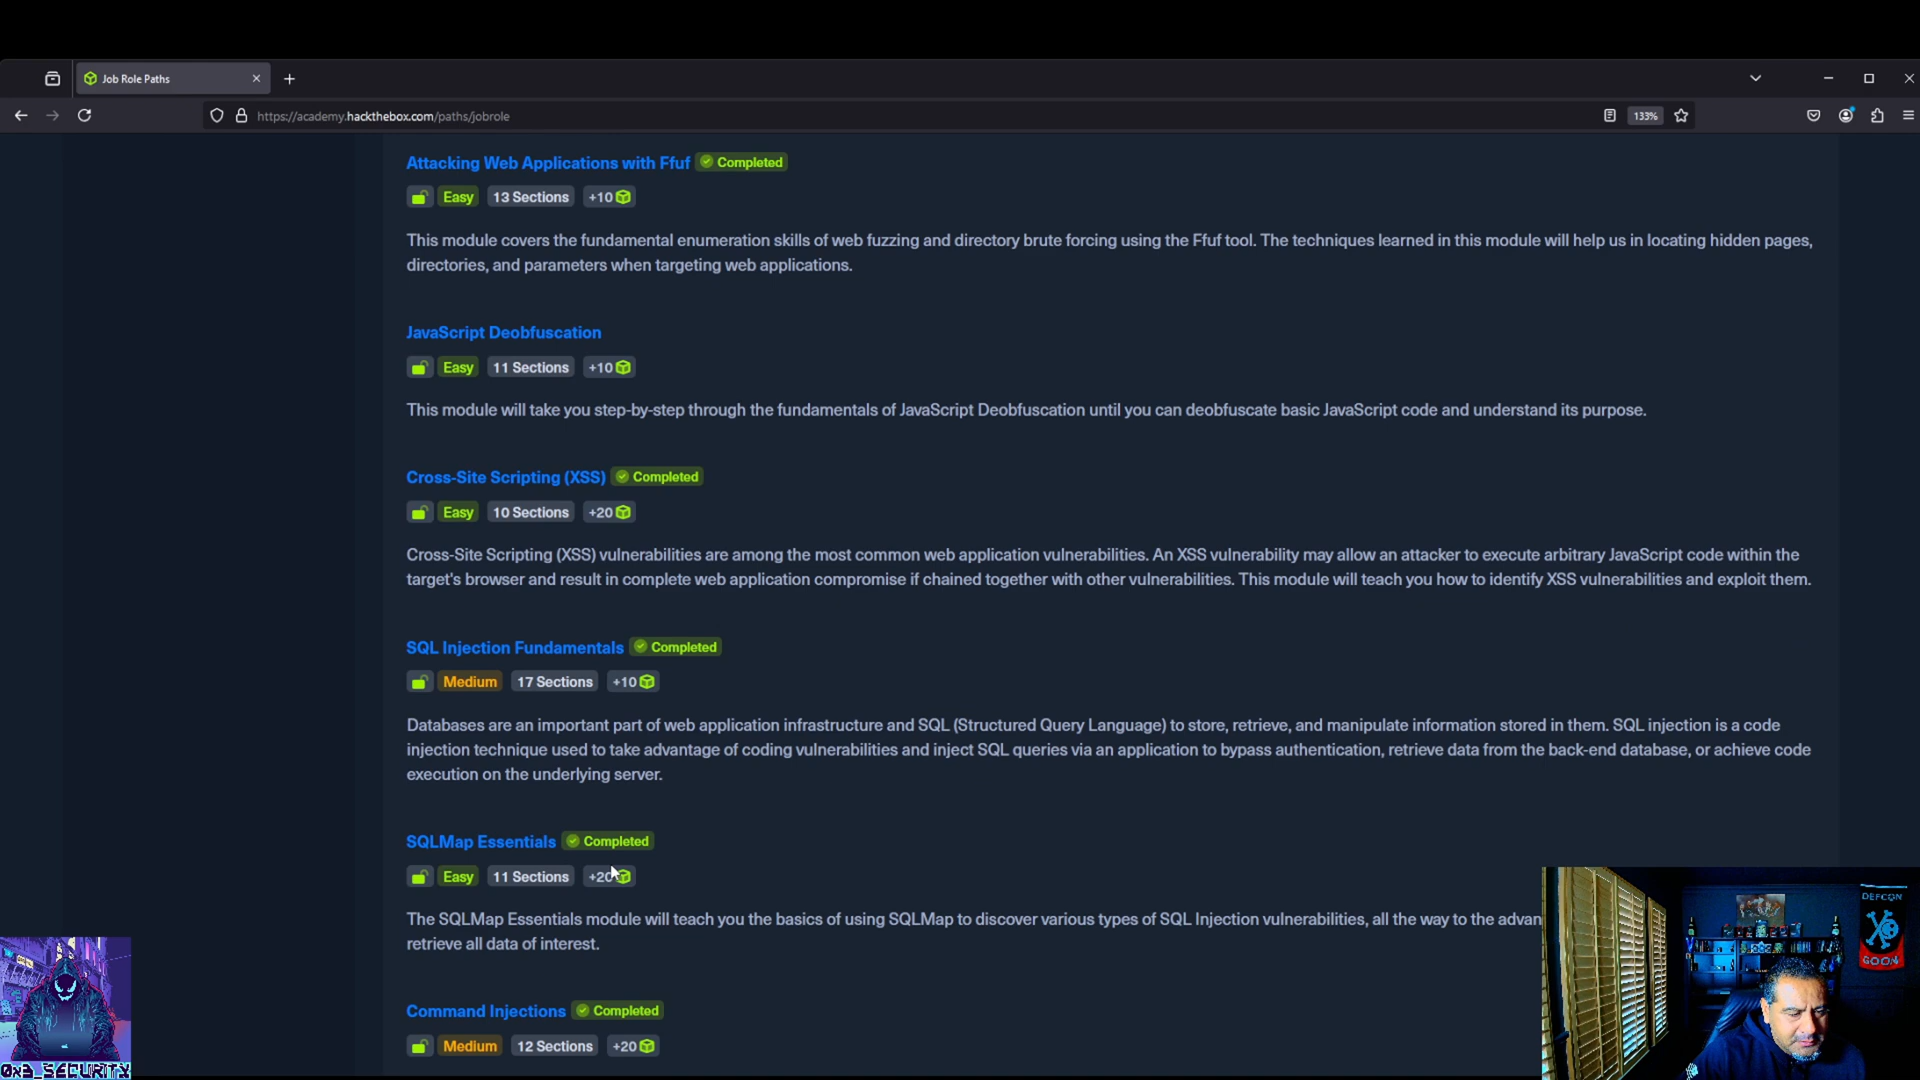 Job Role Paths
https://academy.hackthebox.com/paths/jobrole
133%
Attacking Web Applications with Ffuf Completed
Easy 13 Sections +10
This module covers the fundamental enumeration skills of web fuzzing and directory brute forcing using the Ffuf tool. The techniques learned in this module will help us in locating hidden pages,
directories, and parameters when targeting web applications.
JavaScript Deobfuscation
Easy 11 Sections +10
This module will take you step-by-step through the fundamentals of JavaScript Deobfuscation until you can deobfuscate basic JavaScript code and understand its purpose.
Cross-Site Scripting (XSS) Completed
Easy 10 Sections +20
Cross-Site Scripting (XSS) vulnerabilities are among the most common web application vulnerabilities. An XSS vulnerability may allow an attacker to execute arbitrary JavaScript code within the
target's browser and result in complete web application compromise if chained together with other vulnerabilities. This module will teach you how to identify XSS vulnerabilities and exploit them.
SQL Injection Fundamentals Completed
Medium 17 Sections +10
Databases are an important part of web application infrastructure and SQL (Structured Query Language) to store, retrieve, and manipulate information stored in them. SQL injection is a code
injection technique used to take advantage of coding vulnerabilities and inject SQL queries via an application to bypass authentication, retrieve data from the back-end database, or achieve code
execution on the underlying server.
SQLMap Essentials Completed
Easy 11 Sections +20
The SQLMap Essentials module will teach you the basics of using SQLMap to discover various types of SQL Injection vulnerabilities, all the way to the advan
retrieve all data of interest.
Command Injections Completed
Medium 12 Sections +20
DEFCON
GOON
0x3_SECURITY